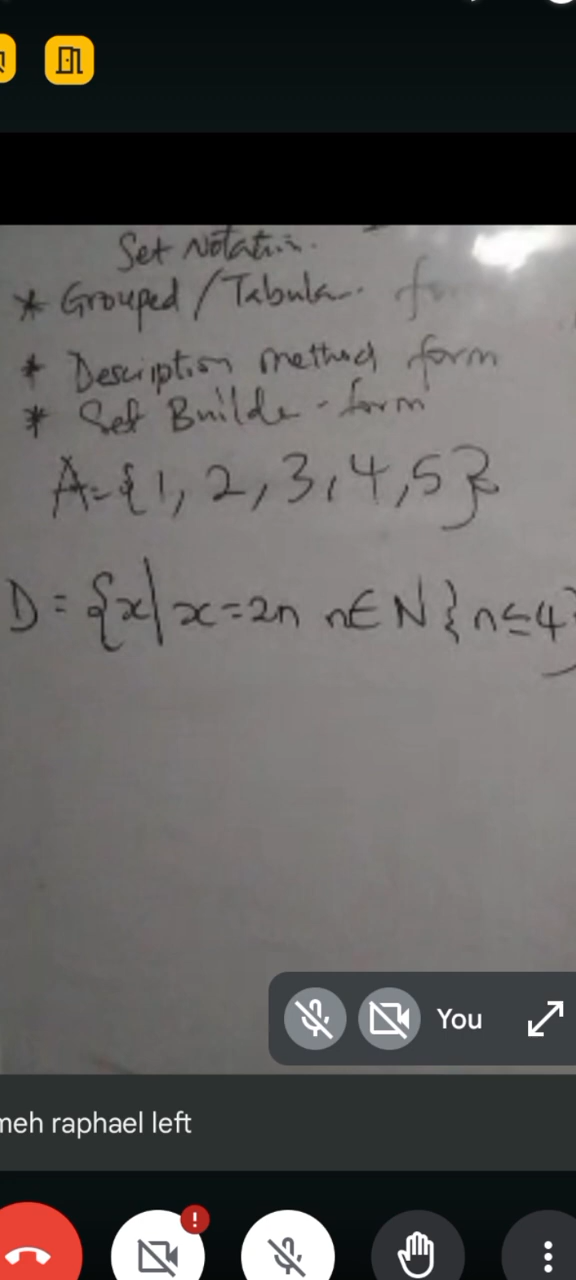 Set Notation.
* Grouped / Tabular form
* Description method form
* Set Builder - form
A = {1, 2, 3, 4, 5}
D = {x| x = 2n n ∈ N { n ≤ 4}
You
meh raphael left
!